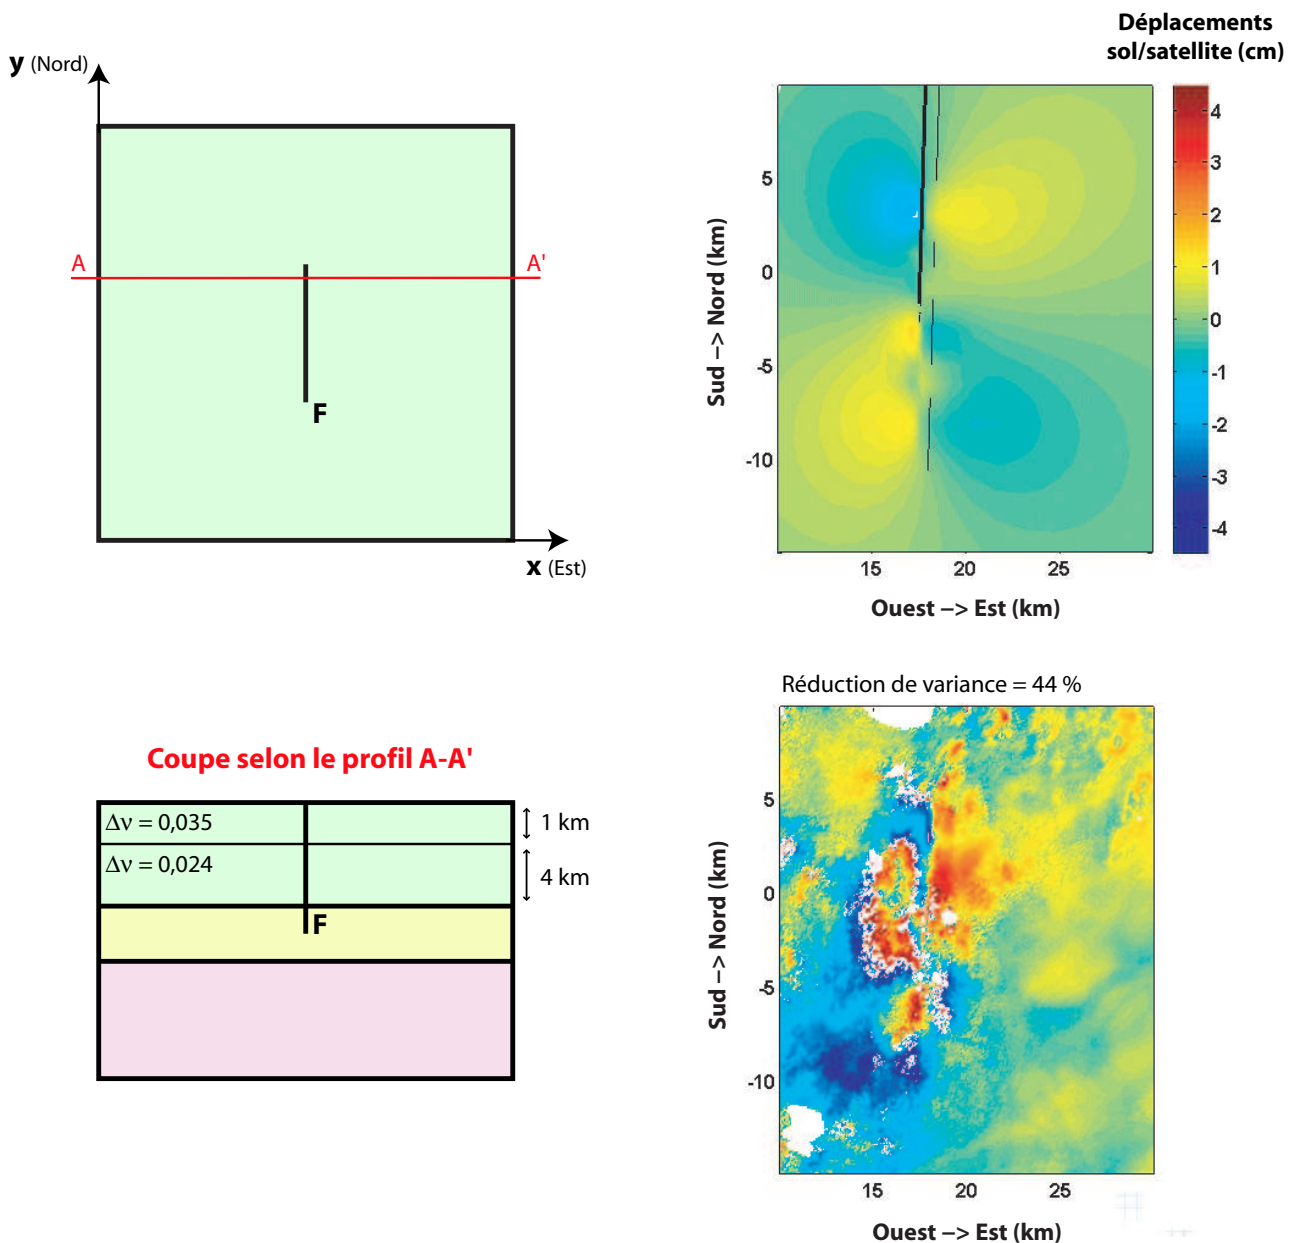 Déplacements
sol/satellite (cm)
y (Nord)
A
A'
F
x (Est)
5
0
-5
-10
Sud –> Nord (km)
15
20
25
Ouest –> Est (km)
4
3
2
1
0
-1
-2
-3
-4
Coupe selon le profil A-A'
Δν = 0,035
1 km
Δν = 0,024
4 km
F
Réduction de variance = 44 %
5
0
-5
-10
Sud –> Nord (km)
15
20
25
Ouest –> Est (km)